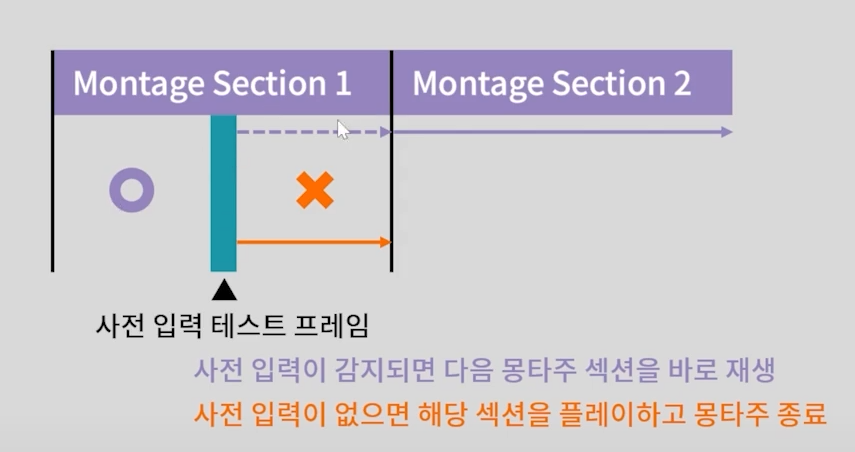 Montage Section 1
Montage Section 2
사전 입력 테스트 프레임
사전 입력이 감지되면 다음 몽타주 섹션을 바로 재생
사전 입력이 없으면 해당 섹션을 플레이하고 몽타주 종료